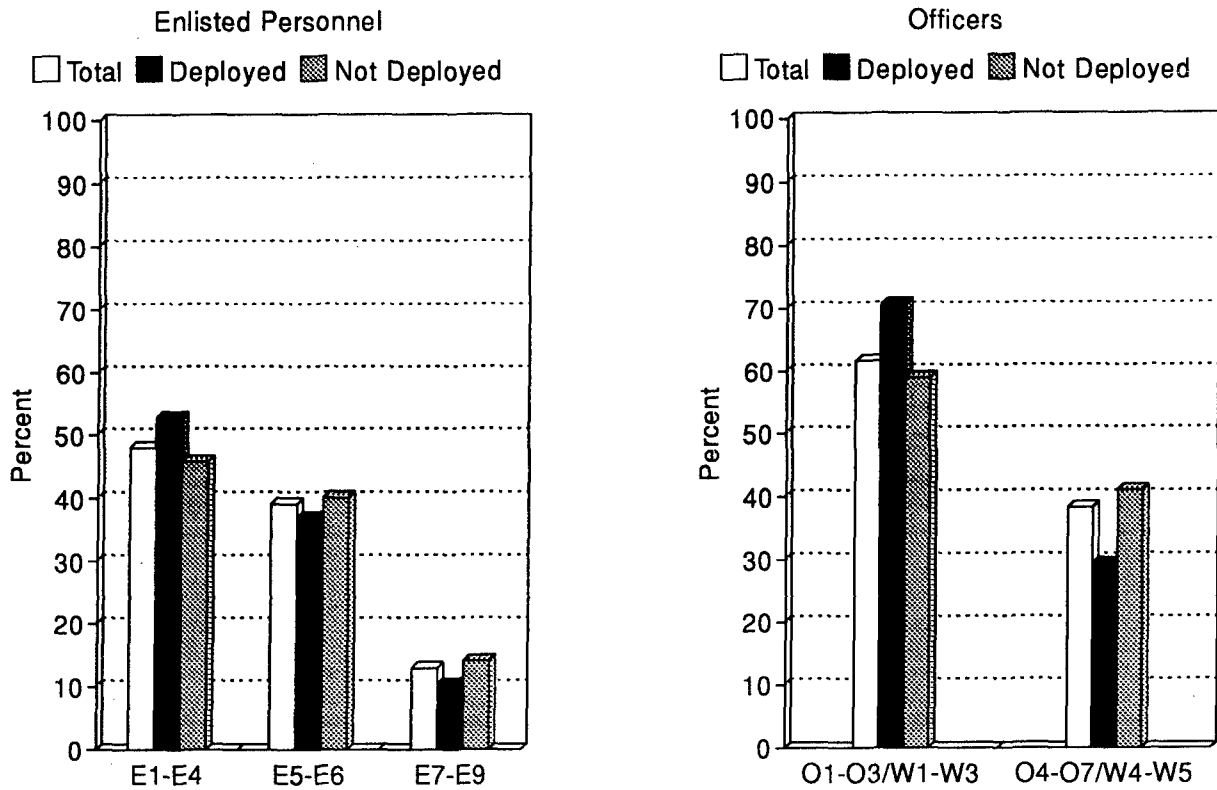 Enlisted Personnel
Total Deployed Not Deployed
100
90
80
70
60
50
40
30
20
10
0
Percent
E1-E4 E5-E6 E7-E9
Officers
Total Deployed Not Deployed
100
90
80
70
60
50
40
30
20
10
0
Percent
O1-O3/W1-W3 O4-O7/W4-W5